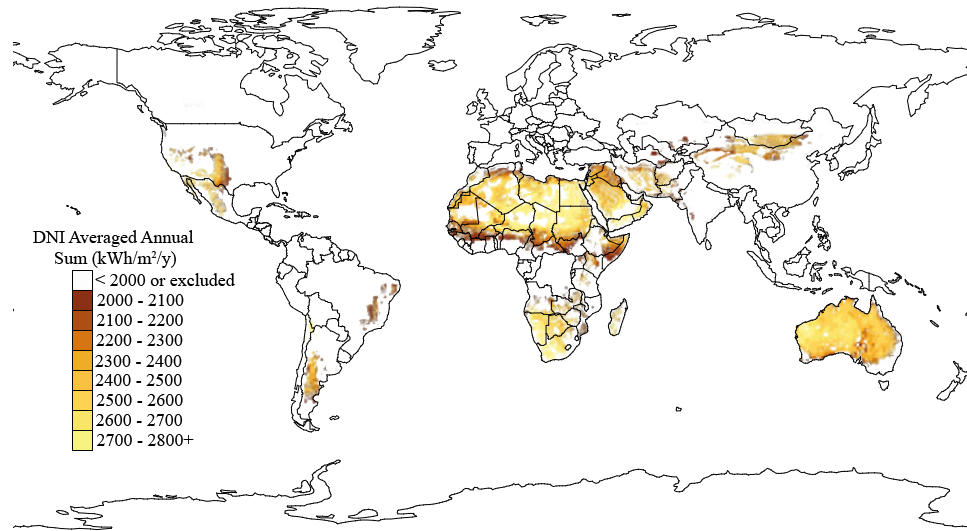 DNI Averaged Annual
Sum (kWh/m²/y)
< 2000 or excluded
2000 - 2100
2100 - 2200
2200 - 2300
2300 - 2400
2400 - 2500
2500 - 2600
2600 - 2700
2700 - 2800+